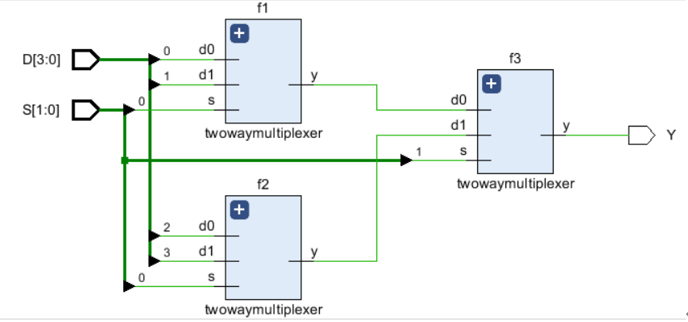 f1
D[3:0]
0 d0
1 d1
y
S[1:0]
0 s
twowaymultiplexer
f3
d0
d1
y
Y
1 s
twowaymultiplexer
f2
2 d0
3 d1
y
0 s
twowaymultiplexer